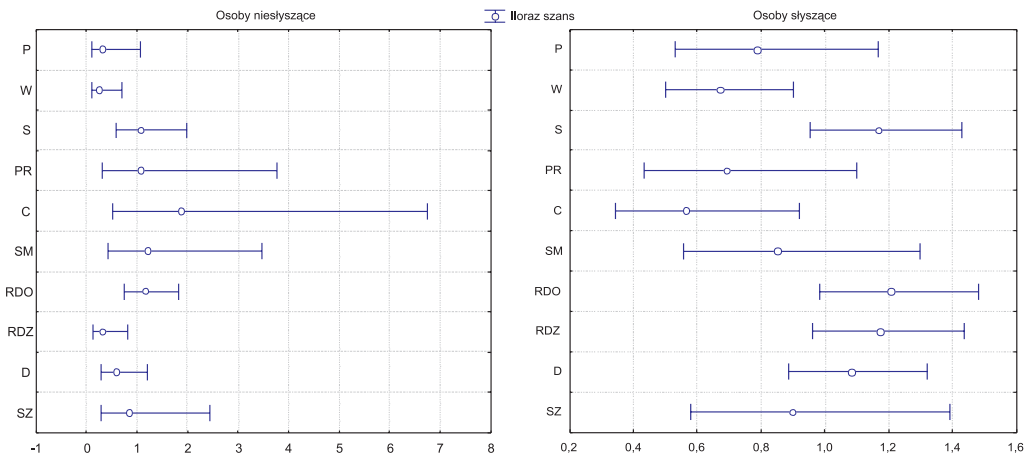 Osoby niesłyszące
Iloraz szans
Osoby słyszące
P
W
S
PR
C
SM
RDO
RDZ
D
SZ
-1 0 1 2 3 4 5 6 7 8
P
W
S
PR
C
SM
RDO
RDZ
D
SZ
0,2 0,4 0,6 0,8 1,0 1,2 1,4 1,6